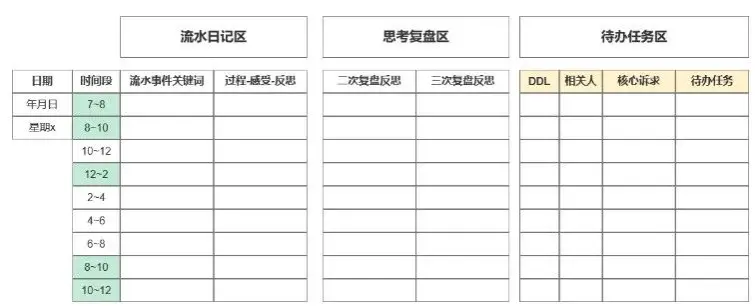 流水日记区 思考复盘区 待办任务区
日期 时间段 流水事件关键词 过程-感受-反思 二次复盘反思 三次复盘反思 DDL 相关人 核心诉求 待办任务
年月日 7~8
星期x 8~10
10~12
12~2
2~4
4~6
6~8
8~10
10~12